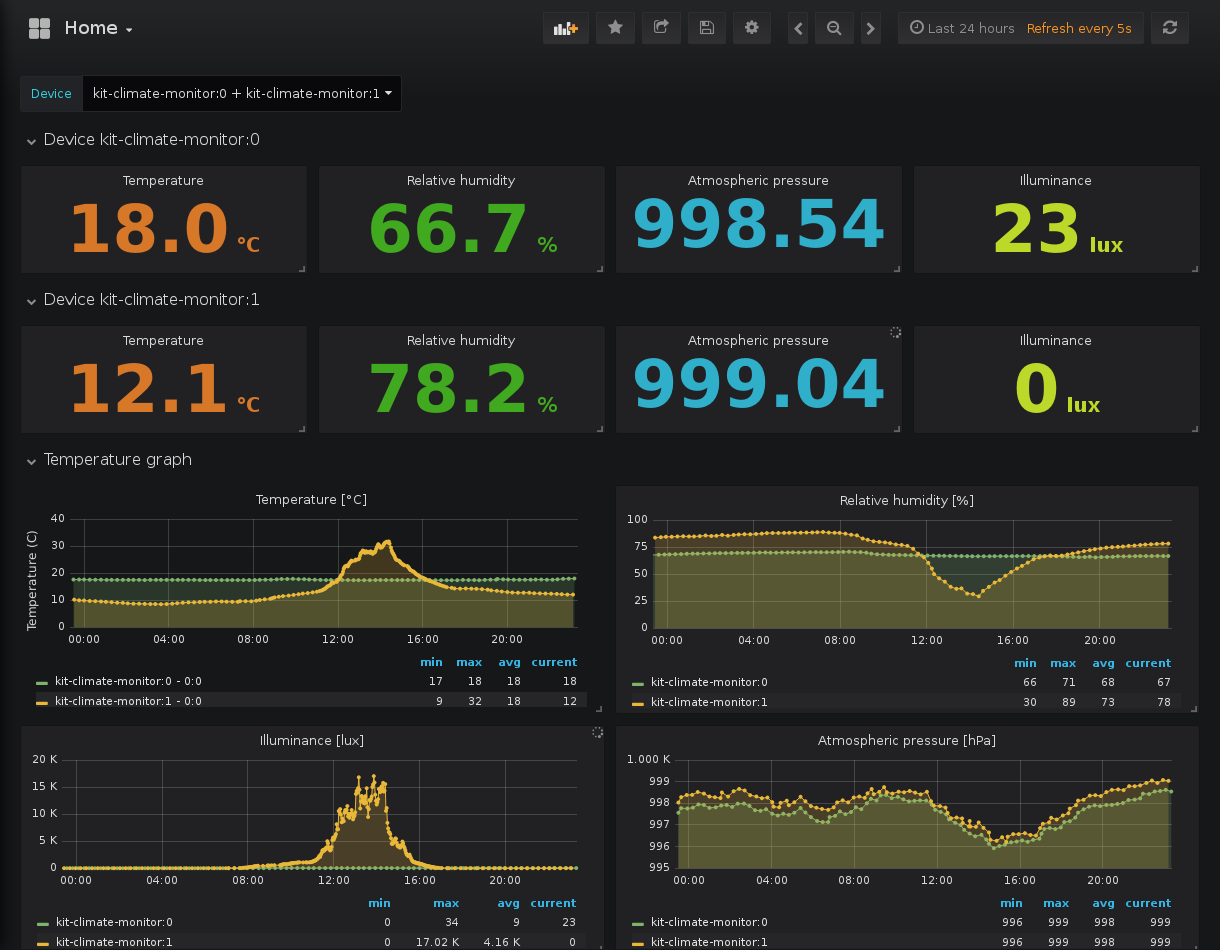 Home
Last 24 hours Refresh every 5s
Device kit-climate-monitor:0 + kit-climate-monitor:1
Device kit-climate-monitor:0
Temperature Relative humidity Atmospheric pressure Illuminance
18.0 °C 66.7 % 998.54 23 lux
Device kit-climate-monitor:1
Temperature Relative humidity Atmospheric pressure Illuminance
12.1 °C 78.2 % 999.04 0 lux
Temperature graph
Temperature [°C]
Temperature (C)
40
30
20
10
0
00:00 04:00 08:00 12:00 16:00 20:00
min max avg current
kit-climate-monitor:0 - 0:0 17 18 18 18
kit-climate-monitor:1 - 0:0 9 32 18 12
Relative humidity [%]
100
75
50
25
0
00:00 04:00 08:00 12:00 16:00 20:00
min max avg current
kit-climate-monitor:0 66 71 68 67
kit-climate-monitor:1 30 89 73 78
Illuminance [lux]
20 K
15 K
10 K
5 K
0
00:00 04:00 08:00 12:00 16:00 20:00
min max avg current
kit-climate-monitor:0 0 34 9 23
kit-climate-monitor:1 0 17.02 K 4.16 K 0
Atmospheric pressure [hPa]
1.000 K
999
998
997
996
995
00:00 04:00 08:00 12:00 16:00 20:00
min max avg current
kit-climate-monitor:0 996 999 998 999
kit-climate-monitor:1 996 999 998 999